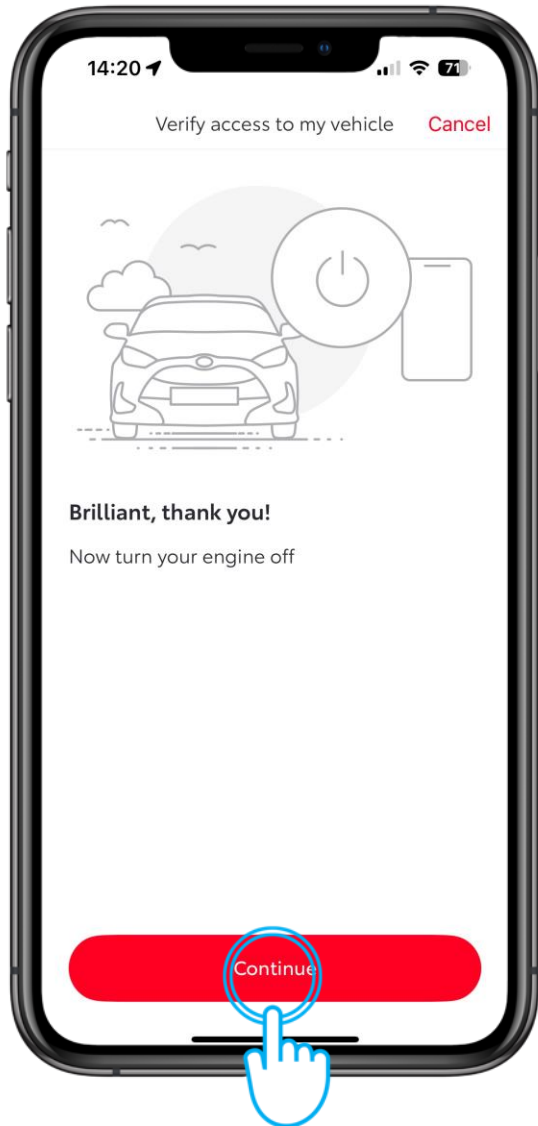 14:20
71
Verify access to my vehicle Cancel
Brilliant, thank you!
Now turn your engine off
Continue